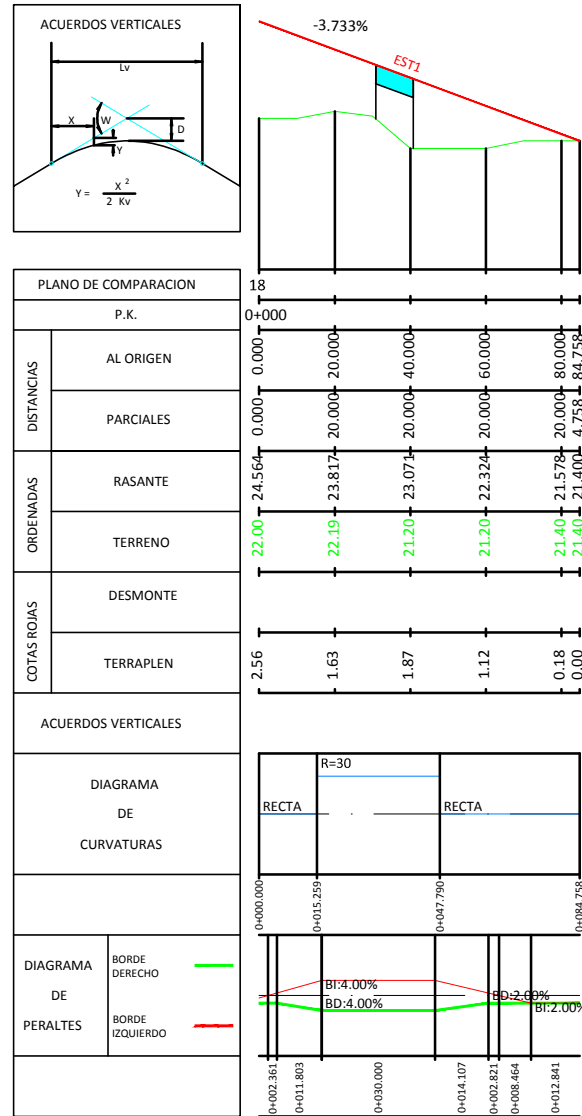 ACUERDOS VERTICALES
Lv
X
W
D
Y
Y = X 2
2 Kv
-3.733%
EST1
PLANO DE COMPARACION
18
P.K.
0+000
DISTANCIAS
AL ORIGEN
0.000 20.000 40.000 60.000 80.000 84.758
PARCIALES
0.000 20.000 20.000 20.000 20.000 4.758
ORDENADAS
RASANTE
24.564 23.817 23.071 22.324 21.578 21.400
TERRENO
22.00 22.19 21.20 21.20 21.40 21.40
COTAS ROJAS
DESMONTE
TERRAPLEN
2.56 1.63 1.87 1.12 0.18 0.00
ACUERDOS VERTICALES
DIAGRAMA
DE
CURVATURAS
R=30
RECTA
RECTA
0+000.000 0+015.259 0+047.790 0+084.758
DIAGRAMA
DE
PERALTES
BORDE
DERECHO
BORDE
IZQUIERDO
BI:4.00%
BD:4.00%
BD:2.00%
BI:2.00%
0+002.361 0+011.803 0+030.000 0+014.107 0+002.821 0+008.464 0+012.841